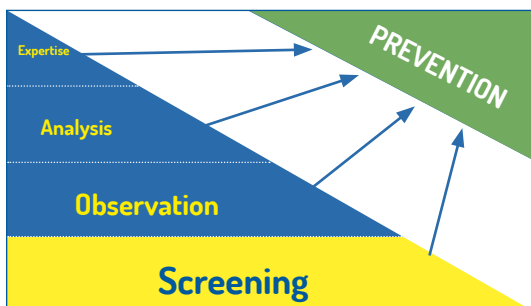 Expertise
PREVENTION
Analysis
Observation
Screening